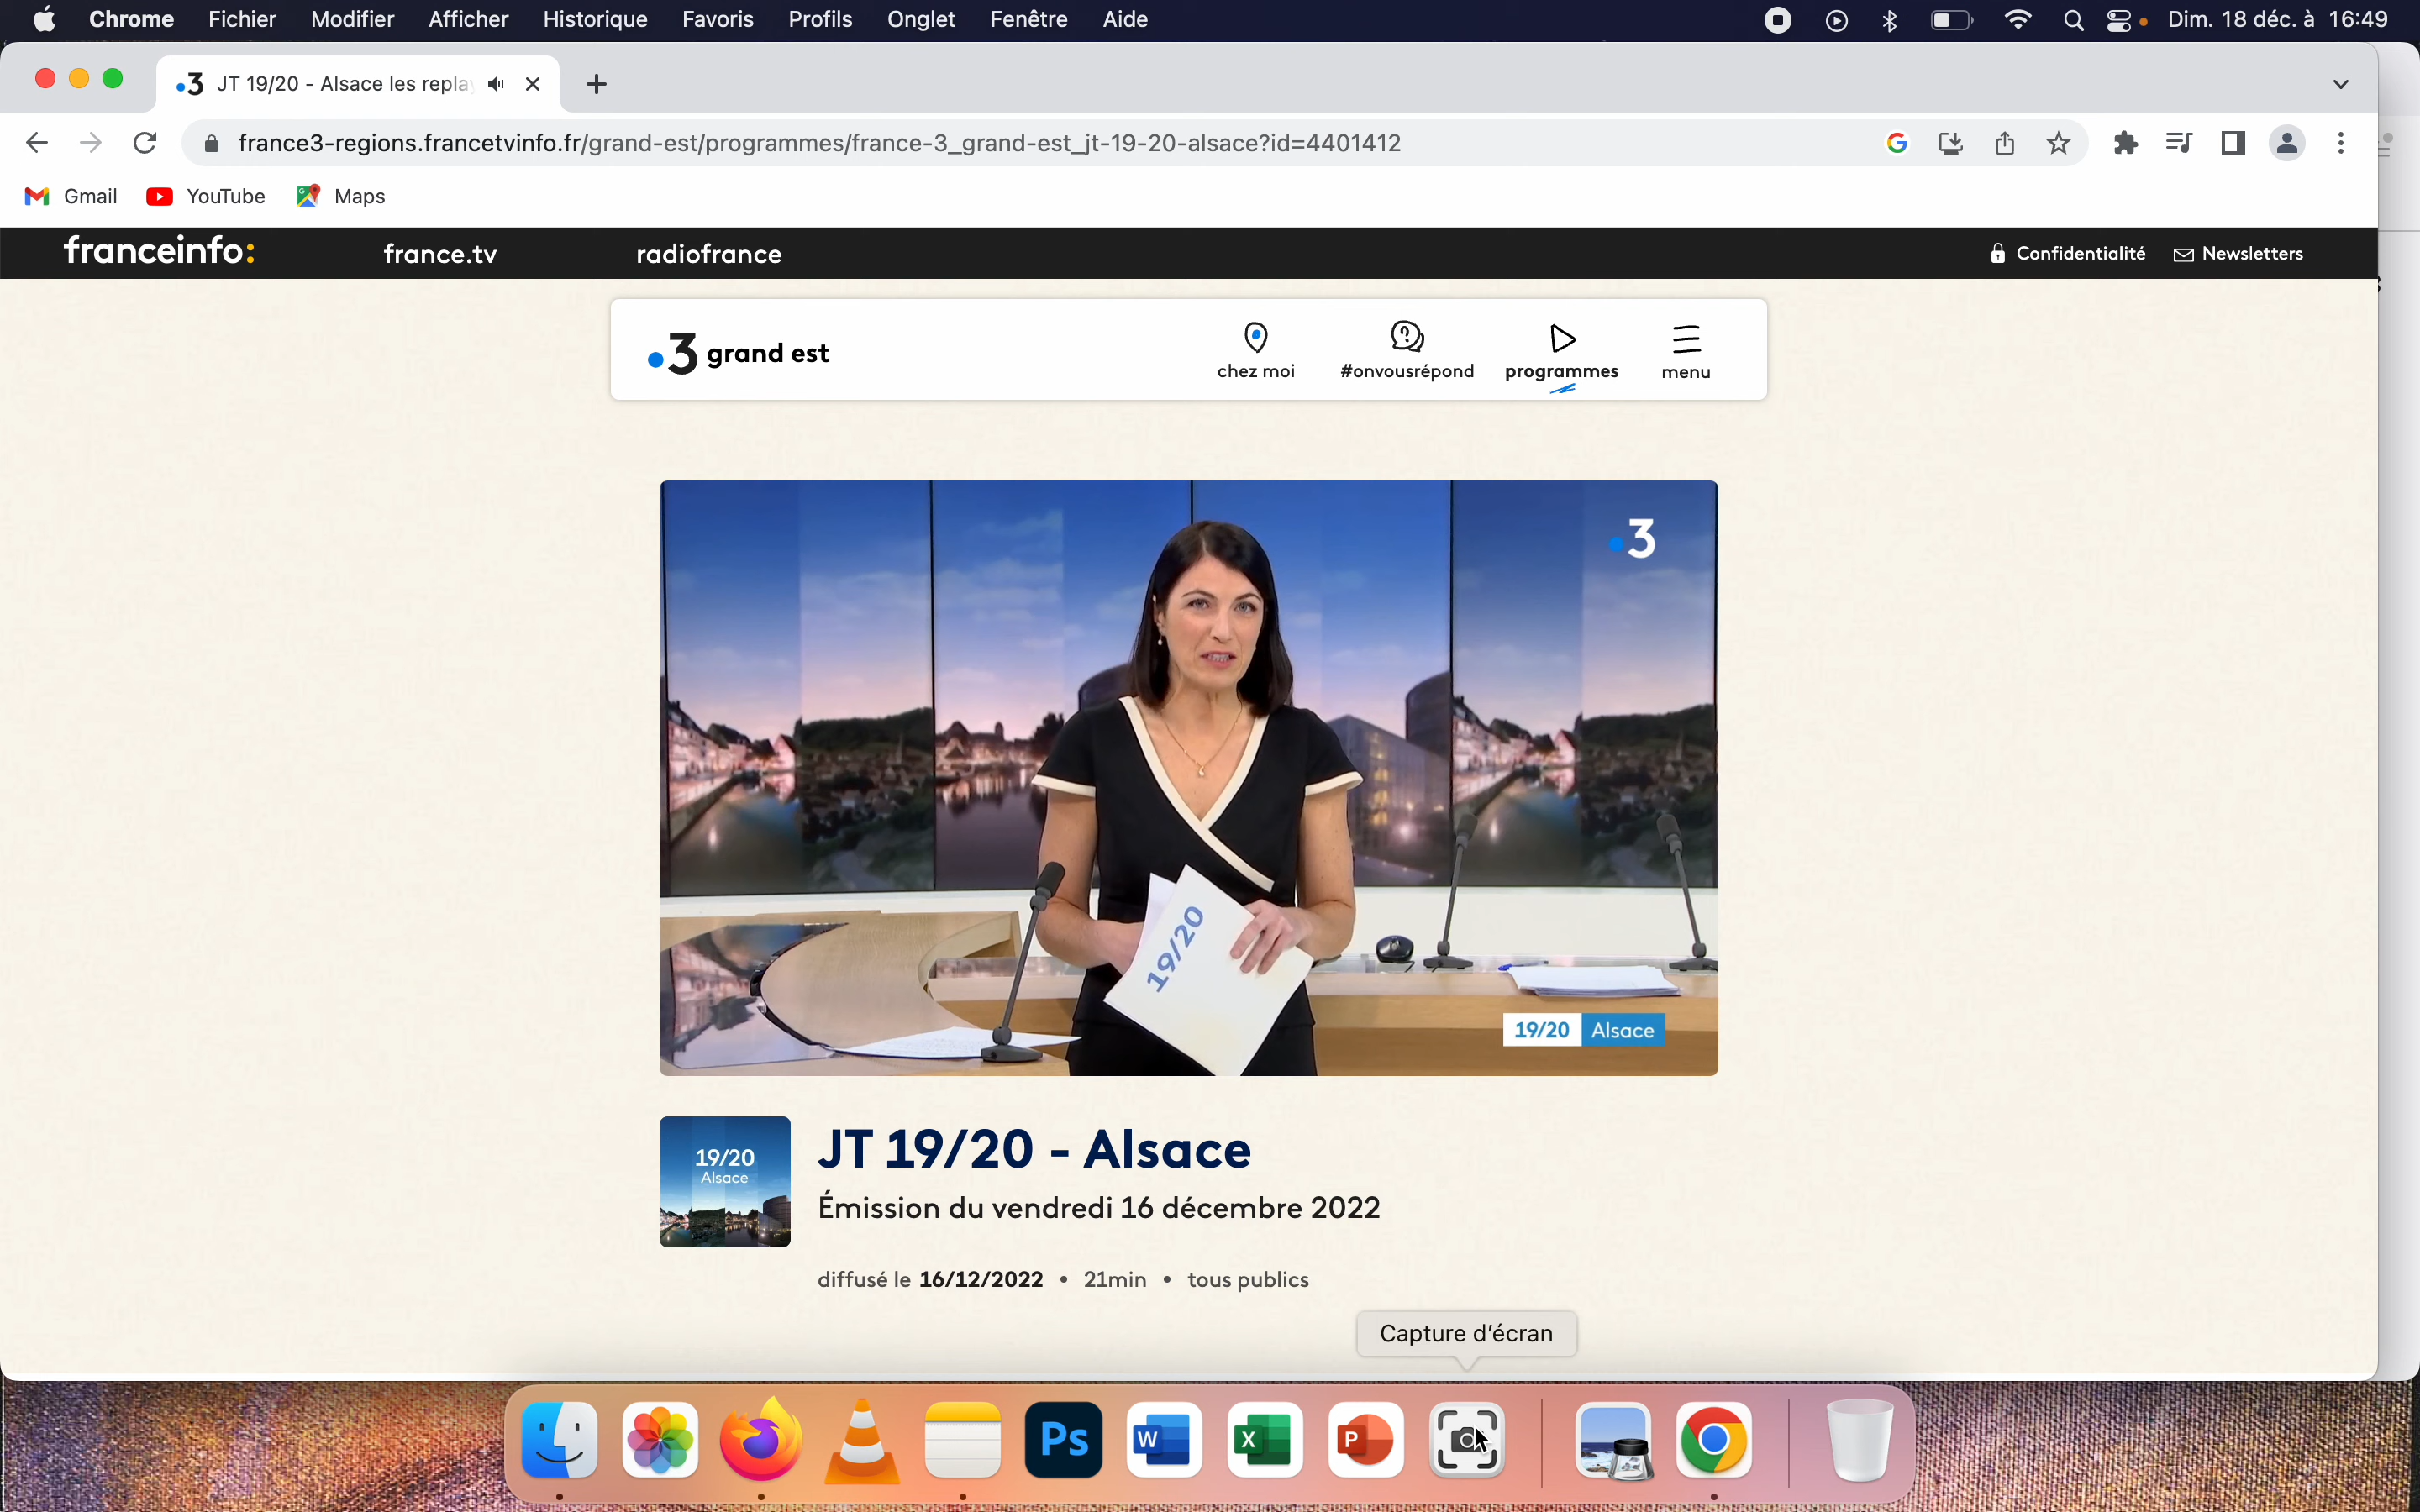 Chrome Fichier Modifier Afficher Historique Favoris Profils Onglet Fenêtre Aide Dim. 18 déc. à 16:49
3 JT 19/20 - Alsace les replay
france3-regions.francetvinfo.fr/grand-est/programmes/france-3_grand-est_jt-19-20-alsace?id=4401412
Gmail YouTube Maps
franceinfo: france.tv radiofrance Confidentialité Newsletters
3 grand est chez moi #onvousrépond programmes menu
3
19/20
19/20 Alsace
19/20
Alsace
JT 19/20 - Alsace
Émission du vendredi 16 décembre 2022
diffusé le 16/12/2022 • 21min • tous publics
Capture d'écran
Ps W X P